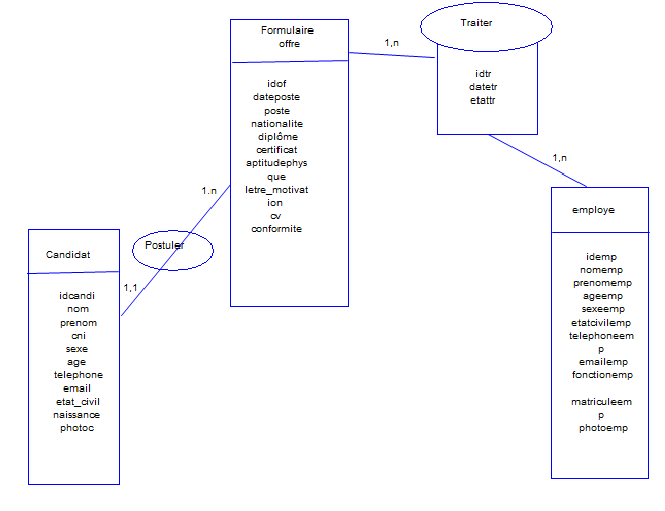 Formulaire
offre
idof
dateposte
poste
nationalite
diplôme
certificat
aptitudephys
que
letre_motivat
ion
cv
conformite
1,n
Traiter
idtr
datetr
etattr
1,n
employe
idemp
nomemp
prenomemp
ageemp
sexeemp
etatcivilemp
telephoneem
p
emailemp
fonctionemp
matriculeem
p
photoemp
1.n
Postuler
1,1
Candidat
idcandi
nom
prenom
cni
sexe
age
telephone
email
etat_civil
naissance
photoc